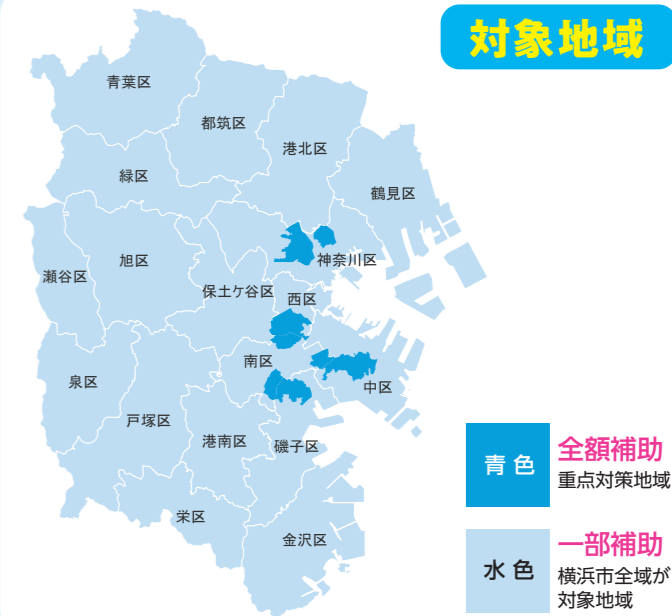 対象地域
青葉区
都筑区
港北区
緑区
鶴見区
神奈川区
旭区
瀬谷区
保土ケ谷区
西区
南区
泉区
中区
戸塚区
港南区
磯子区
栄区
金沢区
青色
全額補助
重点対策地域
水色
一部補助
横浜市全域が
対象地域